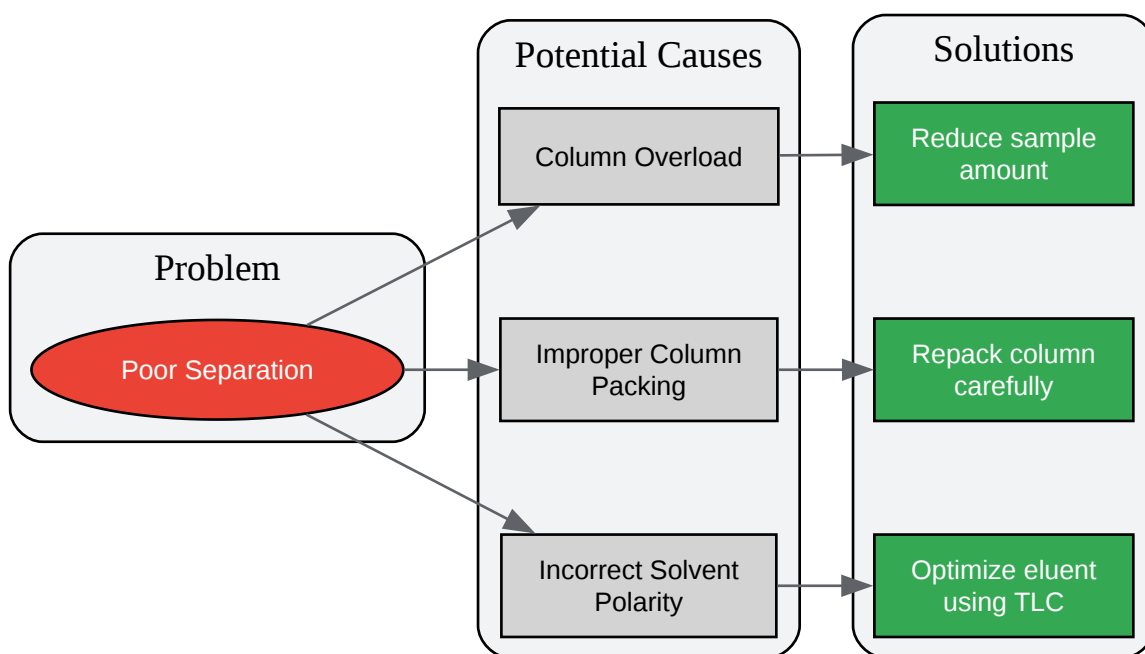 Problem
Poor Separation
Potential Causes
Column Overload
Improper Column
Packing
Incorrect Solvent
Polarity
Solutions
Reduce sample
amount
Repack column
carefully
Optimize eluent
using TLC